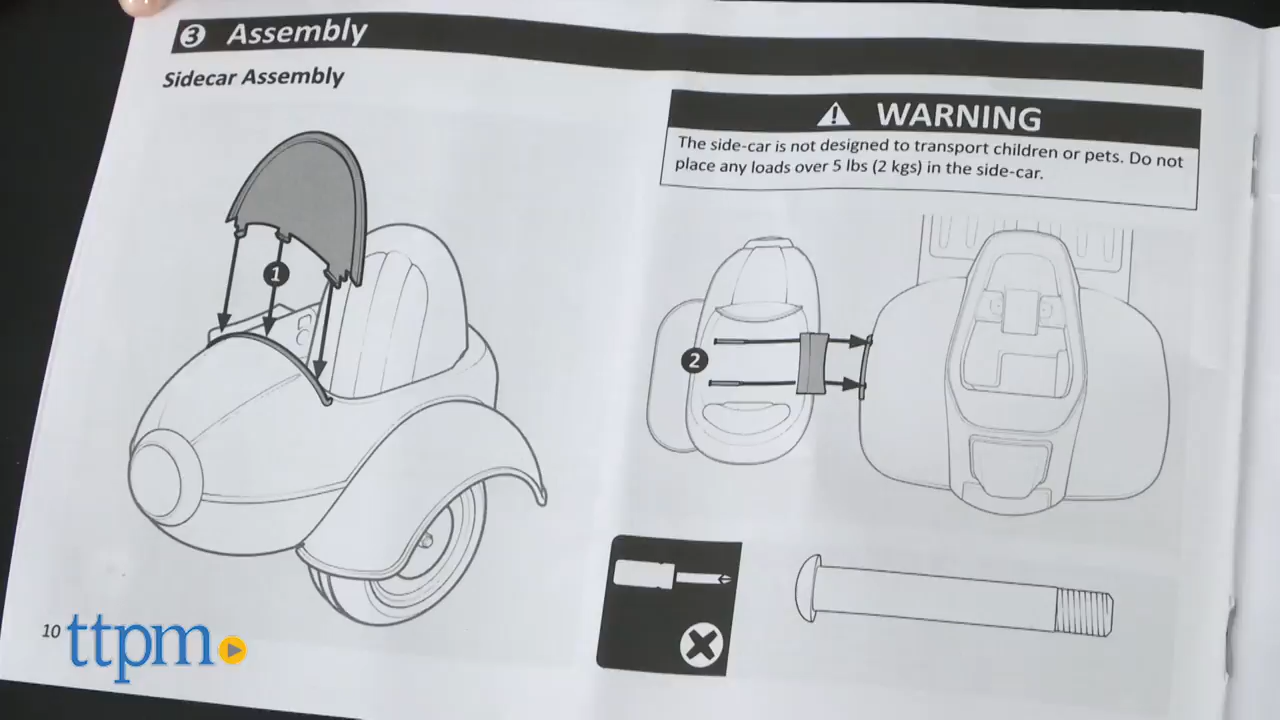 3 Assembly
Sidecar Assembly
WARNING
The side-car is not designed to transport children or pets. Do not
place any loads over 5 lbs (2 kgs) in the side-car.
1
2
10
ttpm